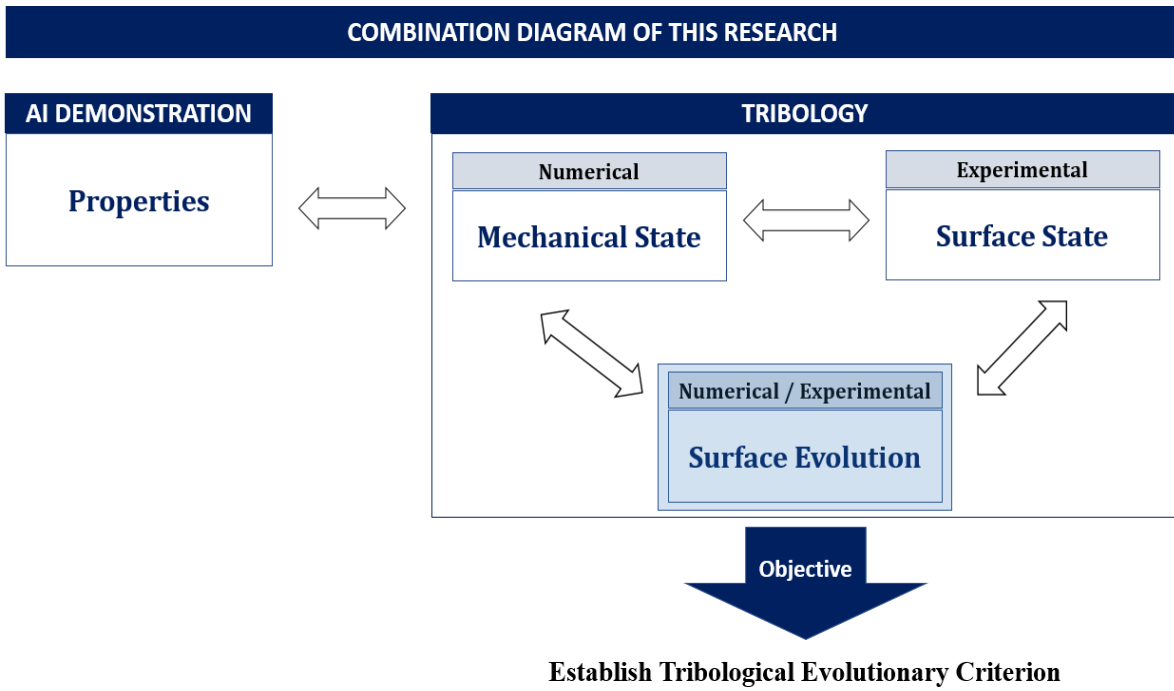 COMBINATION DIAGRAM OF THIS RESEARCH
AI DEMONSTRATION
Properties
TRIBOLOGY
Numerical
Mechanical State
Experimental
Surface State
Numerical / Experimental
Surface Evolution
Objective
Establish Tribological Evolutionary Criterion